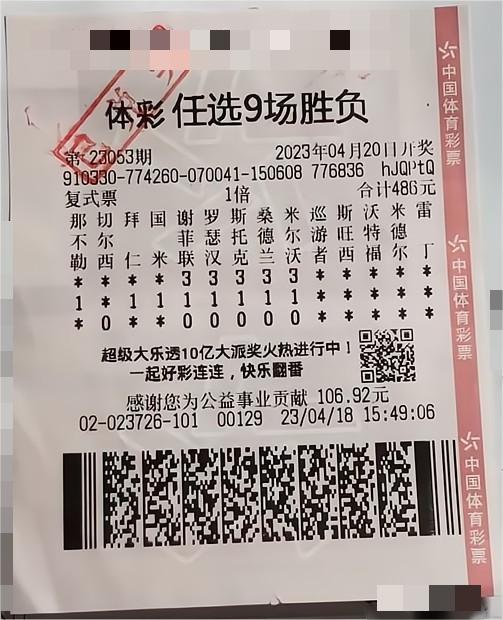 体彩 任选9场胜负
第 23053期 2023年04月20日开奖
910330-774260-070041-150608 776836 hJQPtQ
复式票 1倍 合计486元
那 切 拜 国 谢 罗 斯 桑 米 巡 斯 沃 米 雷
不 尔 菲 瑟 托 德 尔 游 旺 特 德
勒 西 仁 米 联 汉 克 兰 沃 者 西 福 尔 丁
* * * * 3 3 3 3 3 * * * * *
1 * 1 1 1 1 1 1 1 * * * * *
* 0 * * 0 0 0 0 0 * * * * *
超级大乐透10亿大派奖火热进行中!
一起好彩连连,快乐翻番
感谢您为公益事业贡献 106.92元
02-023726-101 00129 23/04/18 15:49:06
中国体育彩票
中国体育彩票
中国体育彩票